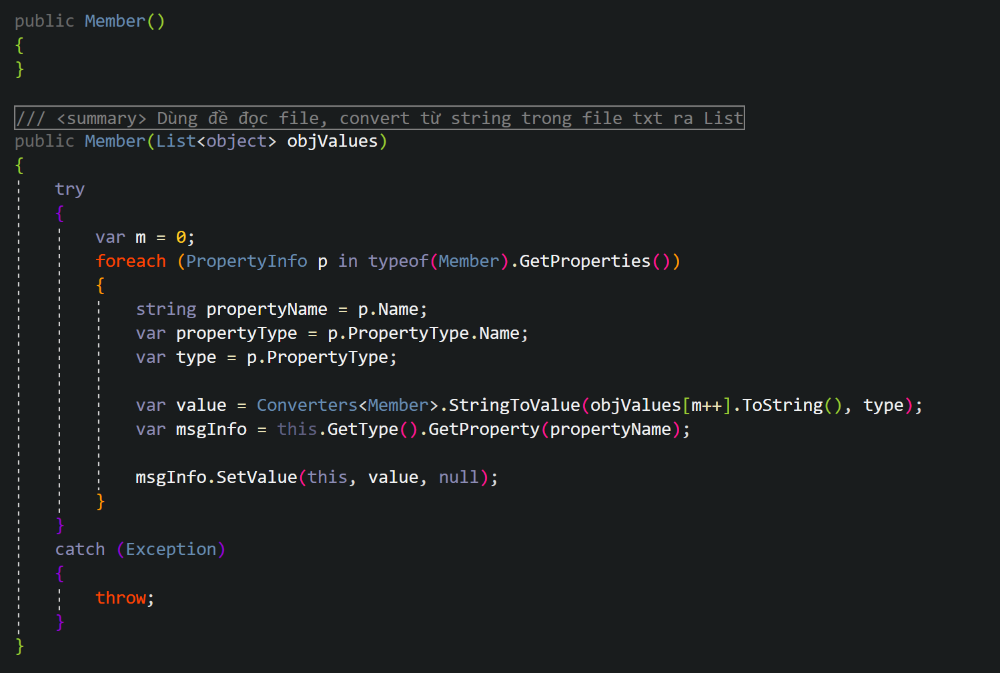 public Member()
{
}
/// <summary> Dùng đề đọc file, convert từ string trong file txt ra List
public Member(List<object> objValues)
{
try
{
var m = 0;
foreach (PropertyInfo p in typeof(Member).GetProperties())
{
string propertyName = p.Name;
var propertyType = p.PropertyType.Name;
var type = p.PropertyType;
var value = Converters<Member>.StringToValue(objValues[m++].ToString(), type);
var msgInfo = this.GetType().GetProperty(propertyName);
msgInfo.SetValue(this, value, null);
}
}
catch (Exception)
{
throw;
}
}